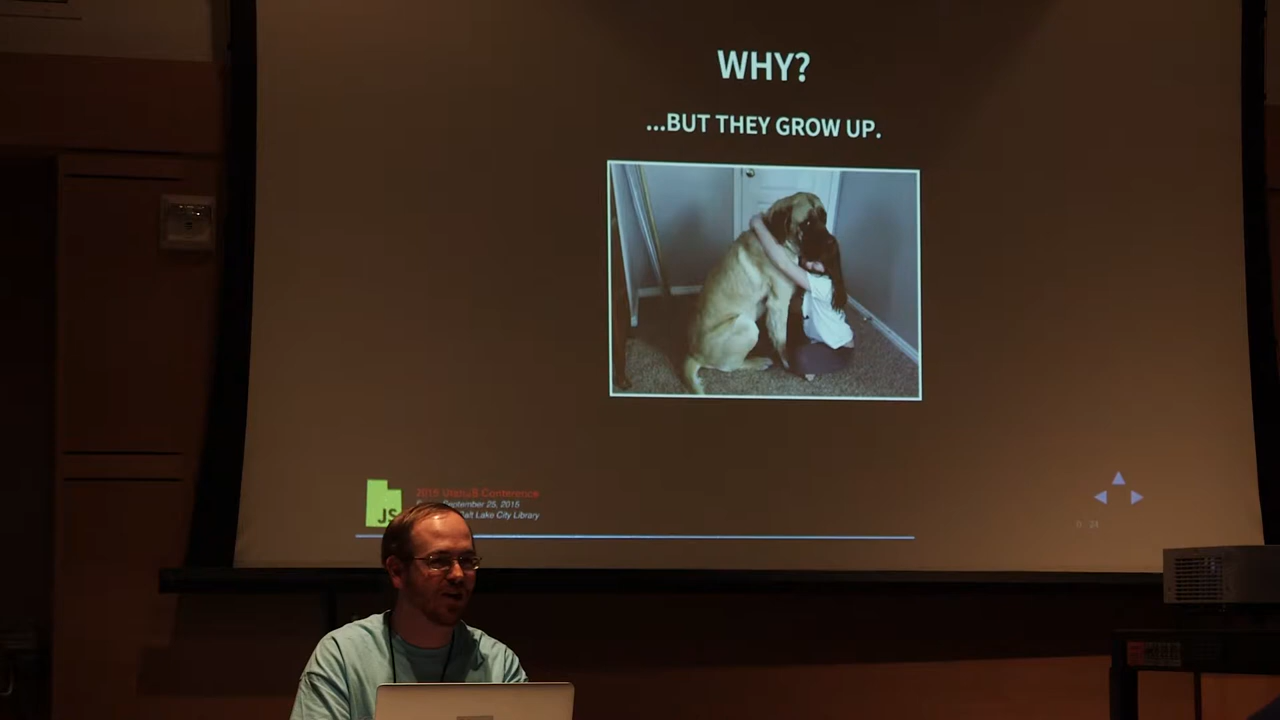 WHY?
...BUT THEY GROW UP.
2015 UtahJS Conference
September 25, 2015
Salt Lake City Library
JS